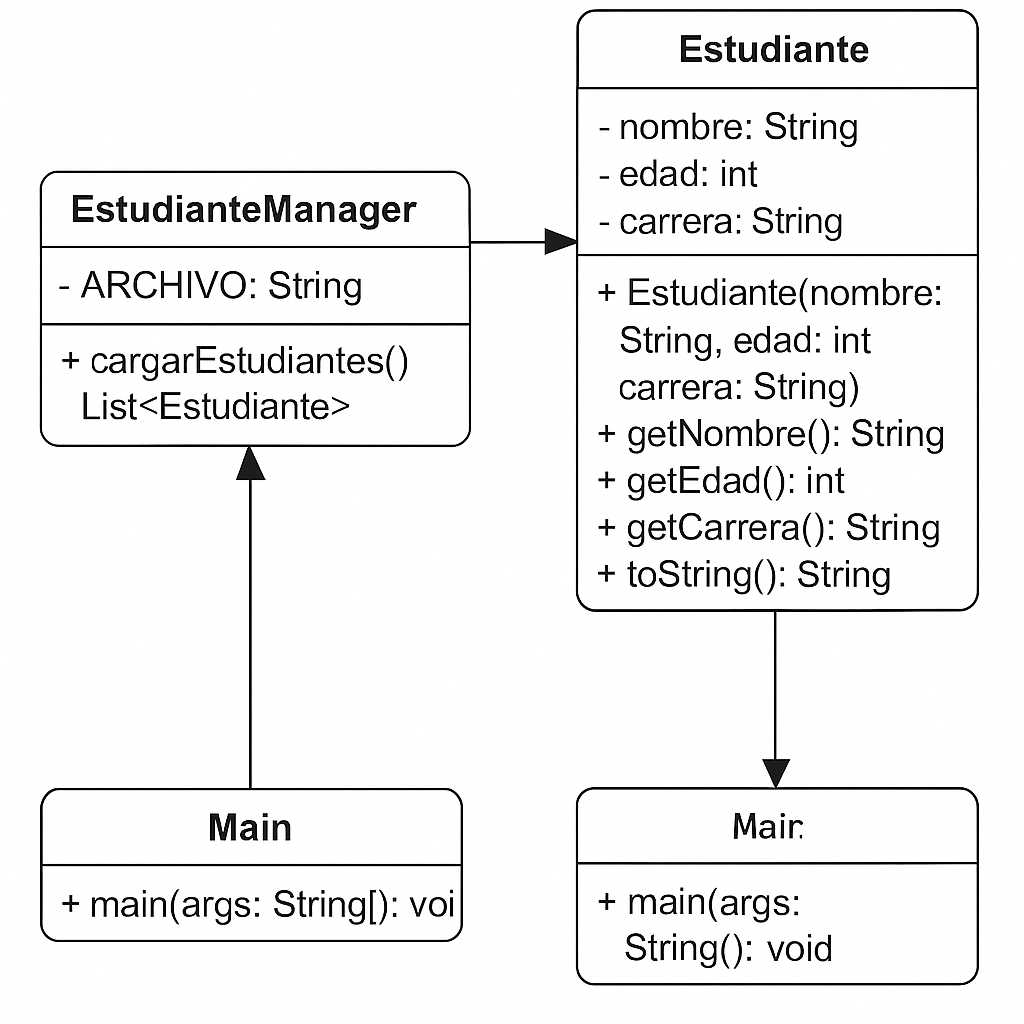 EstudianteManager
- ARCHIVO: String
+ cargarEstudiantes()
List<Estudiante>
Estudiante
- nombre: String
- edad: int
- carrera: String
+ Estudiante(nombre:
String, edad: int
carrera: String)
+ getNombre(): String
+ getEdad(): int
+ getCarrera(): String
+ toString(): String
Main
+ main(args: String[): voi
+ main(args:
String(): void